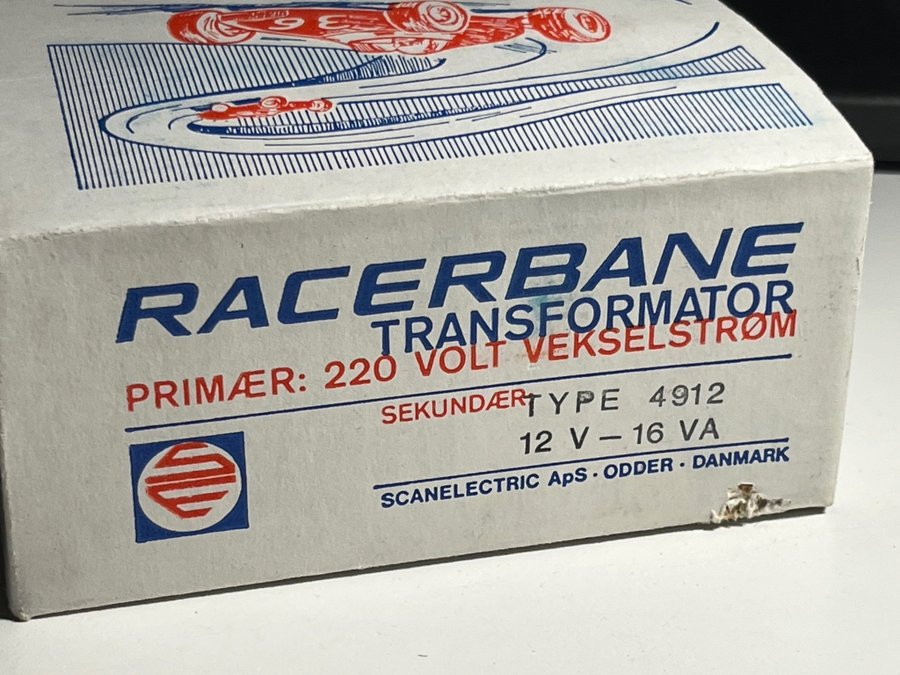 RACERBANE
TRANSFORMATOR
PRIMÆR: 220 VOLT VEKSELSTRØM
SEKUNDÆR: TYPE 4912
12 V – 16 VA
SCANELECTRIC ApS · ODDER · DANMARK